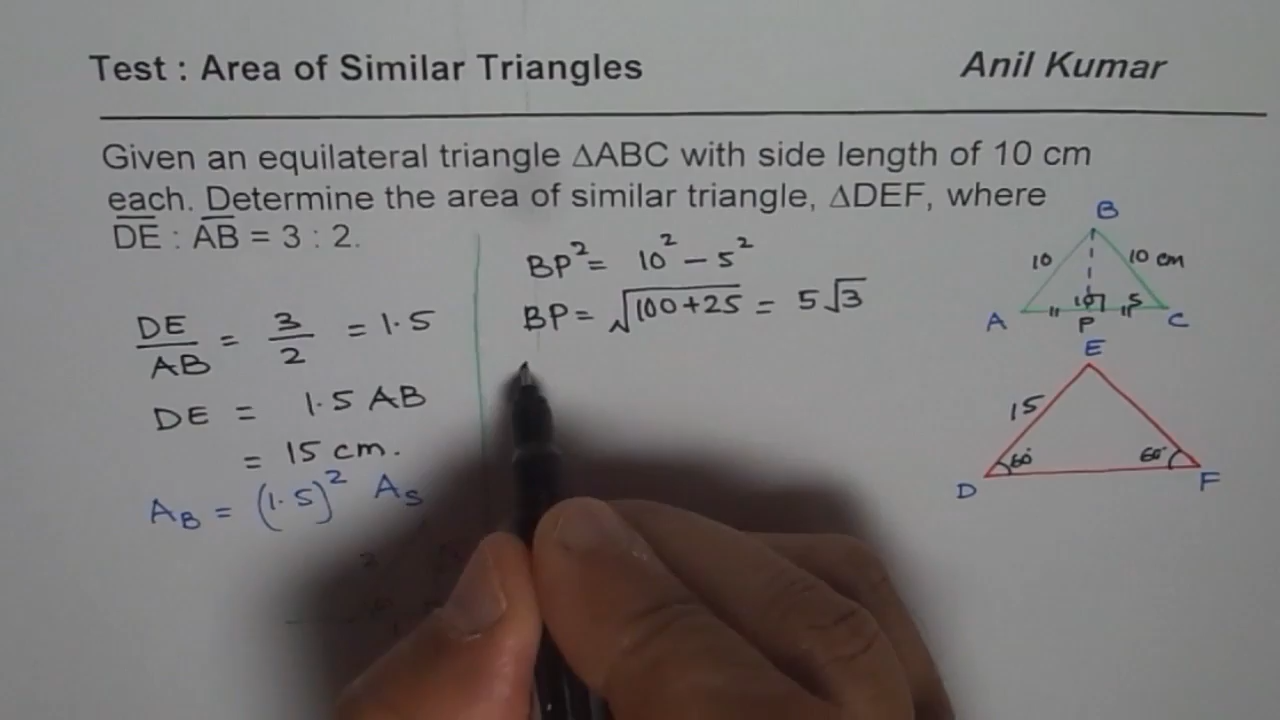 Test : Area of Similar Triangles Anil Kumar
Given an equilateral triangle ΔABC with side length of 10 cm
each. Determine the area of similar triangle, ΔDEF, where
D̅E̅ : A̅B̅ = 3 : 2.
DE/AB = 3/2 = 1.5
DE = 1.5 AB
= 15 cm.
A_B = (1.5)² A_S
BP² = 10² − 5²
BP = √(100+25) = 5√3
B
10 10 cm
10 5
A P C
E
15
60° 60°
D F